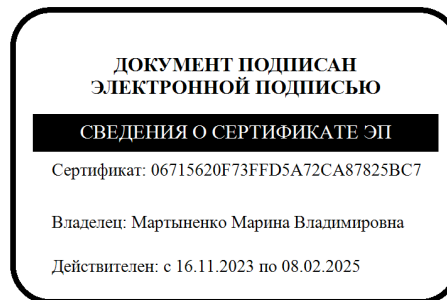 ДОКУМЕНТ ПОДПИСАН
ЭЛЕКТРОННОЙ ПОДПИСЬЮ
СВЕДЕНИЯ О СЕРТИФИКАТЕ ЭП
Сертификат: 06715620F73FFD5A72CA87825BC7
Владелец: Мартыненко Марина Владимировна
Действителен: с 16.11.2023 по 08.02.2025